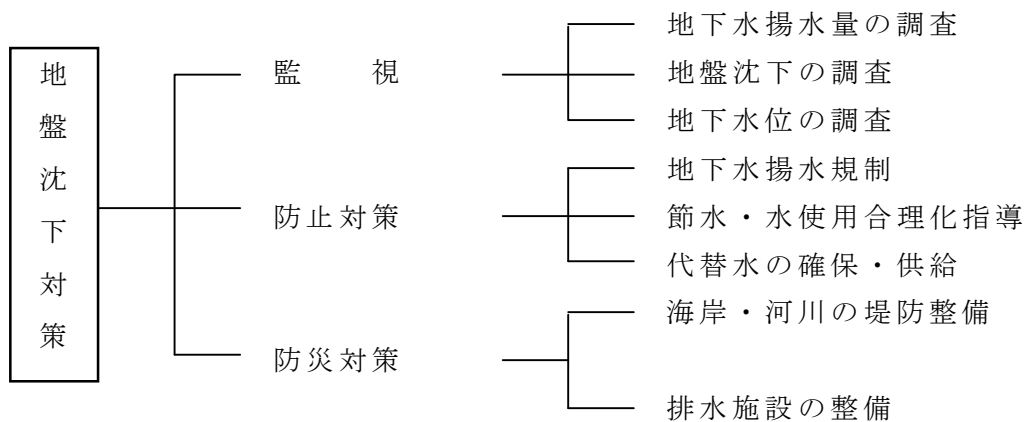 地盤沈下対策
監視
地下水揚水量の調査
地盤沈下の調査
地下水位の調査
防止対策
地下水揚水規制
節水・水使用合理化指導
代替水の確保・供給
防災対策
海岸・河川の堤防整備
排水施設の整備